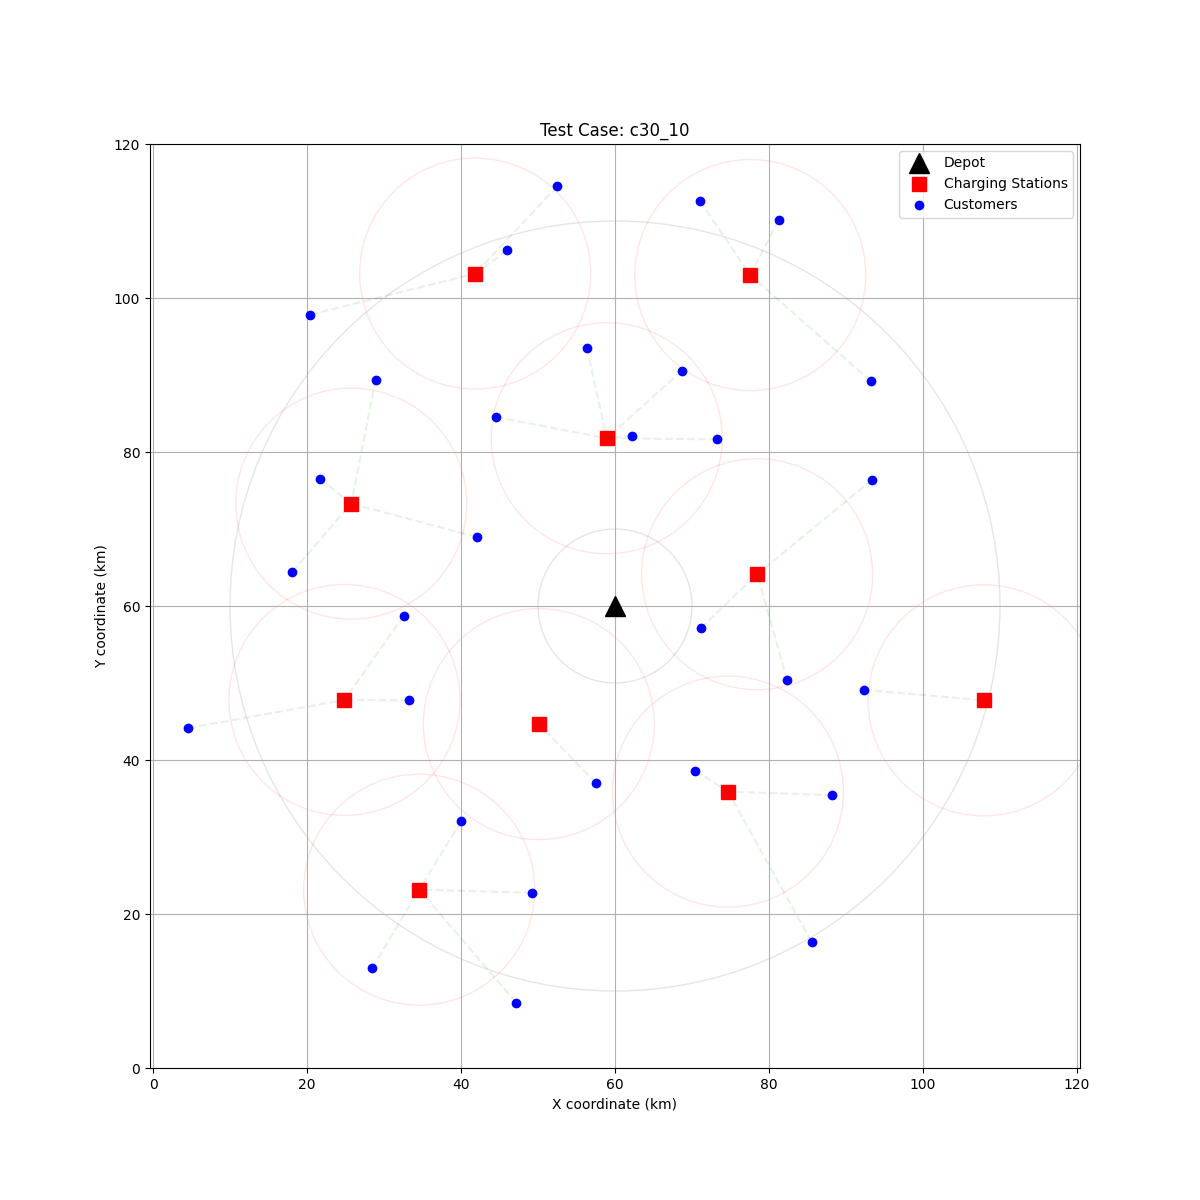 Test Case: c30_10
Depot
Charging Stations
Customers
120
100
80
60
40
20
0
Y coordinate (km)
0 20 40 60 80 100 120
X coordinate (km)